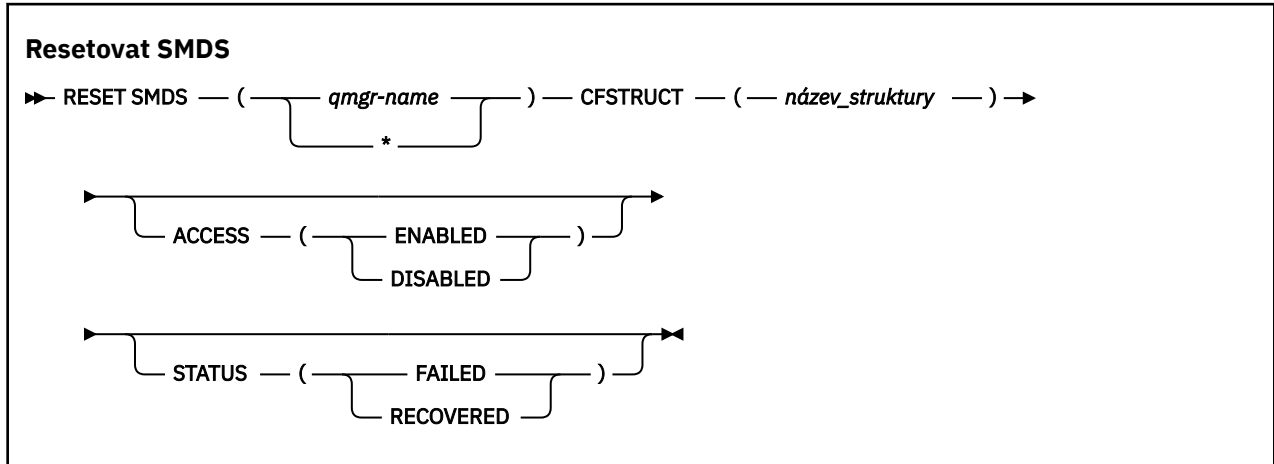 Resetovat SMDS
RESET SMDS ( qmgr-name ) CFSTRUCT ( název_struktury )
*
ACCESS ( ENABLED )
DISABLED
STATUS ( FAILED )
RECOVERED